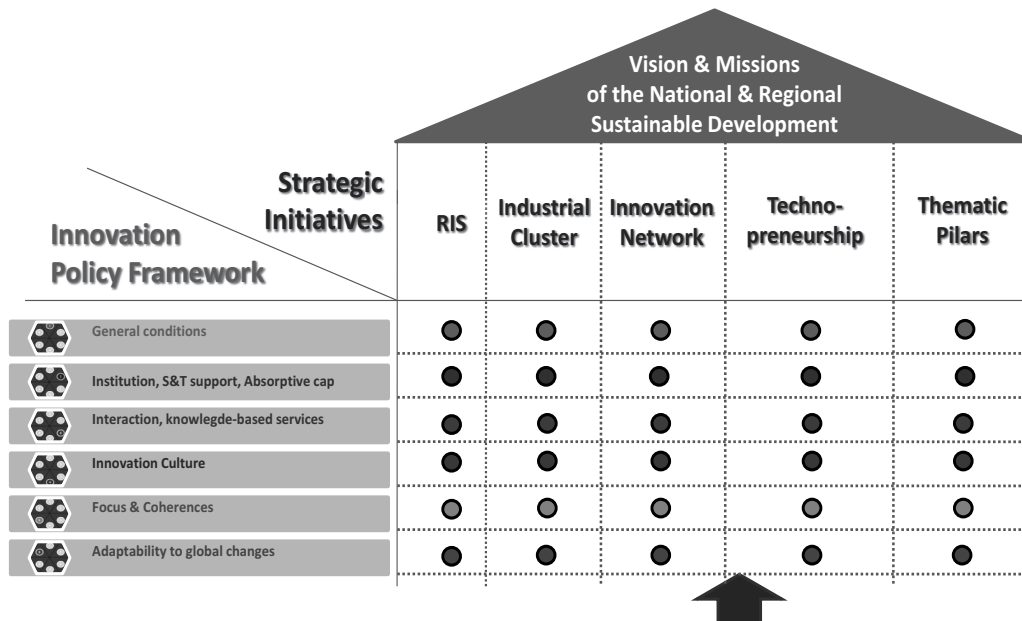 Vision & Missions
of the National & Regional
Sustainable Development
Strategic
Initiatives
Innovation
Policy Framework
RIS
Industrial
Cluster
Innovation
Network
Techno-
preneurship
Thematic
Pilars
General conditions
Institution, S&T support, Absorptive cap
Interaction, knowlegde-based services
Innovation Culture
Focus & Coherences
Adaptability to global changes